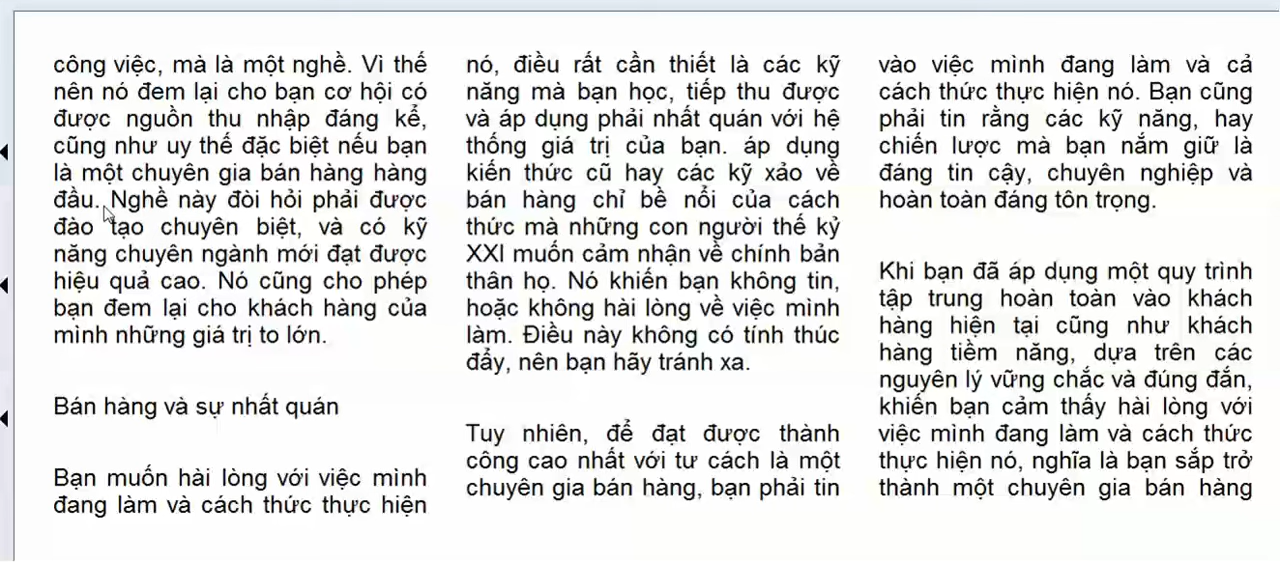 công việc, mà là một nghề. Vì thế
nên nó đem lại cho bạn cơ hội có
được nguồn thu nhập đáng kể,
cũng như uy thế đặc biệt nếu bạn
là một chuyên gia bán hàng hàng
đầu. Nghề này đòi hỏi phải được
đào tạo chuyên biệt, và có kỹ
năng chuyên ngành mới đạt được
hiệu quả cao. Nó cũng cho phép
bạn đem lại cho khách hàng của
mình những giá trị to lớn.
Bán hàng và sự nhất quán
Bạn muốn hài lòng với việc mình
đang làm và cách thức thực hiện
nó, điều rất cần thiết là các kỹ
năng mà bạn học, tiếp thu được
và áp dụng phải nhất quán với hệ
thống giá trị của bạn. áp dụng
kiến thức cũ hay các kỹ xảo về
bán hàng chỉ bề nổi của cách
thức mà những con người thế kỷ
XXI muốn cảm nhận về chính bản
thân họ. Nó khiến bạn không tin,
hoặc không hài lòng về việc mình
làm. Điều này không có tính thúc
đẩy, nên bạn hãy tránh xa.
Tuy nhiên, để đạt được thành
công cao nhất với tư cách là một
chuyên gia bán hàng, bạn phải tin
vào việc mình đang làm và cả
cách thức thực hiện nó. Bạn cũng
phải tin rằng các kỹ năng, hay
chiến lược mà bạn nắm giữ là
đáng tin cậy, chuyên nghiệp và
hoàn toàn đáng tôn trọng.
Khi bạn đã áp dụng một quy trình
tập trung hoàn toàn vào khách
hàng hiện tại cũng như khách
hàng tiềm năng, dựa trên các
nguyên lý vững chắc và đúng đắn,
khiến bạn cảm thấy hài lòng với
việc mình đang làm và cách thức
thực hiện nó, nghĩa là bạn sắp trở
thành một chuyên gia bán hàng